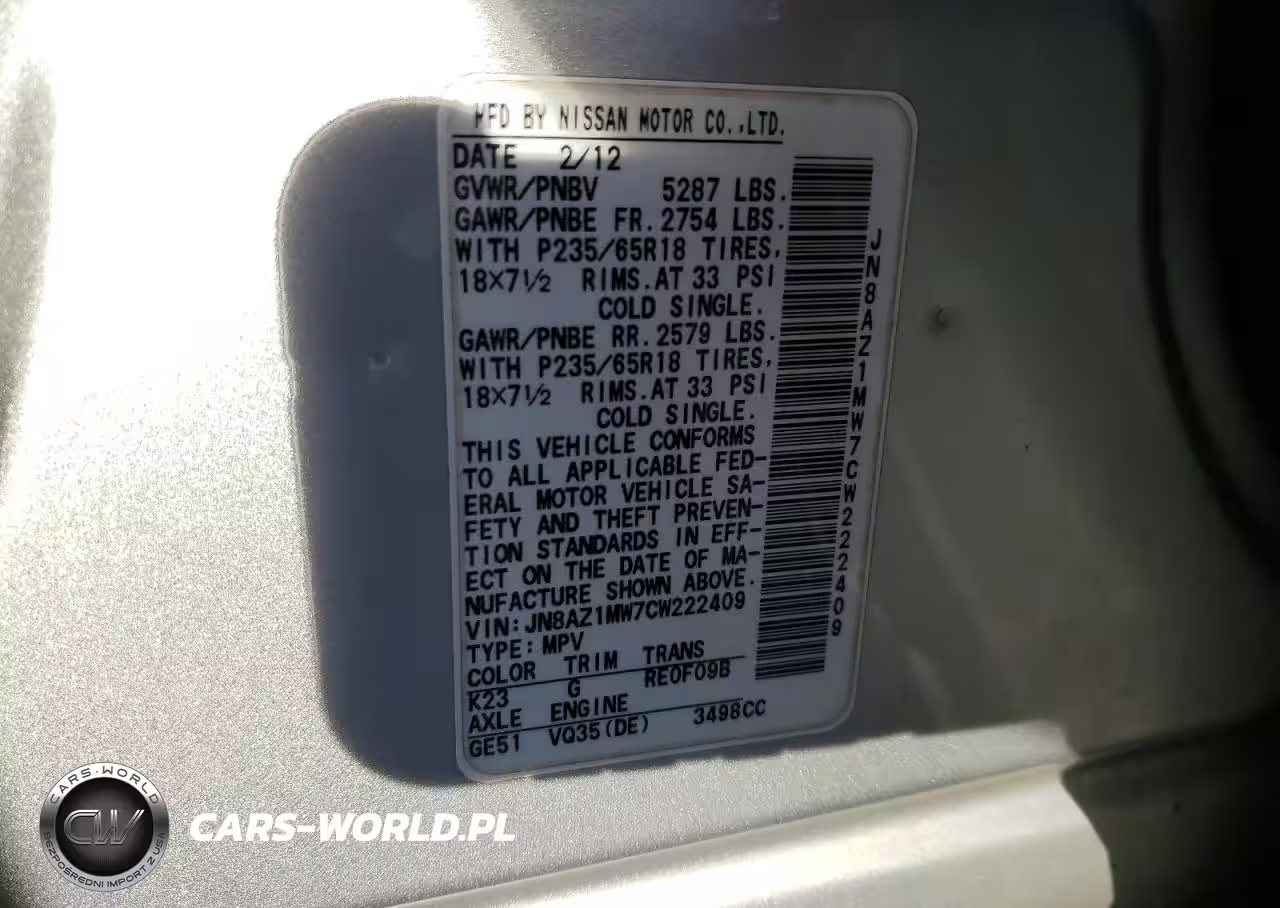 MFD BY NISSAN MOTOR CO.,LTD.
DATE 2/12
GVWR/PNBV 5287 LBS.
GAWR/PNBE FR.2754 LBS.
WITH P235/65R18 TIRES,
18×7½ RIMS.AT 33 PSI
COLD SINGLE.
GAWR/PNBE RR.2579 LBS.
WITH P235/65R18 TIRES,
18×7½ RIMS.AT 33 PSI
COLD SINGLE.
THIS VEHICLE CONFORMS
TO ALL APPLICABLE FED-
ERAL MOTOR VEHICLE SA-
FETY AND THEFT PREVEN-
TION STANDARDS IN EFF-
ECT ON THE DATE OF MA-
NUFACTURE SHOWN ABOVE.
VIN:JN8AZ1MW7CW222409
TYPE:MPV
COLOR TRIM TRANS
K23 G RE0F09B
AXLE ENGINE
GE51 VQ35(DE) 3498CC
JN8AZ1MW7CW222409
CARS-WORLD
CW
BEZPOŚREDNI IMPORT Z USA
CARS-WORLD.PL